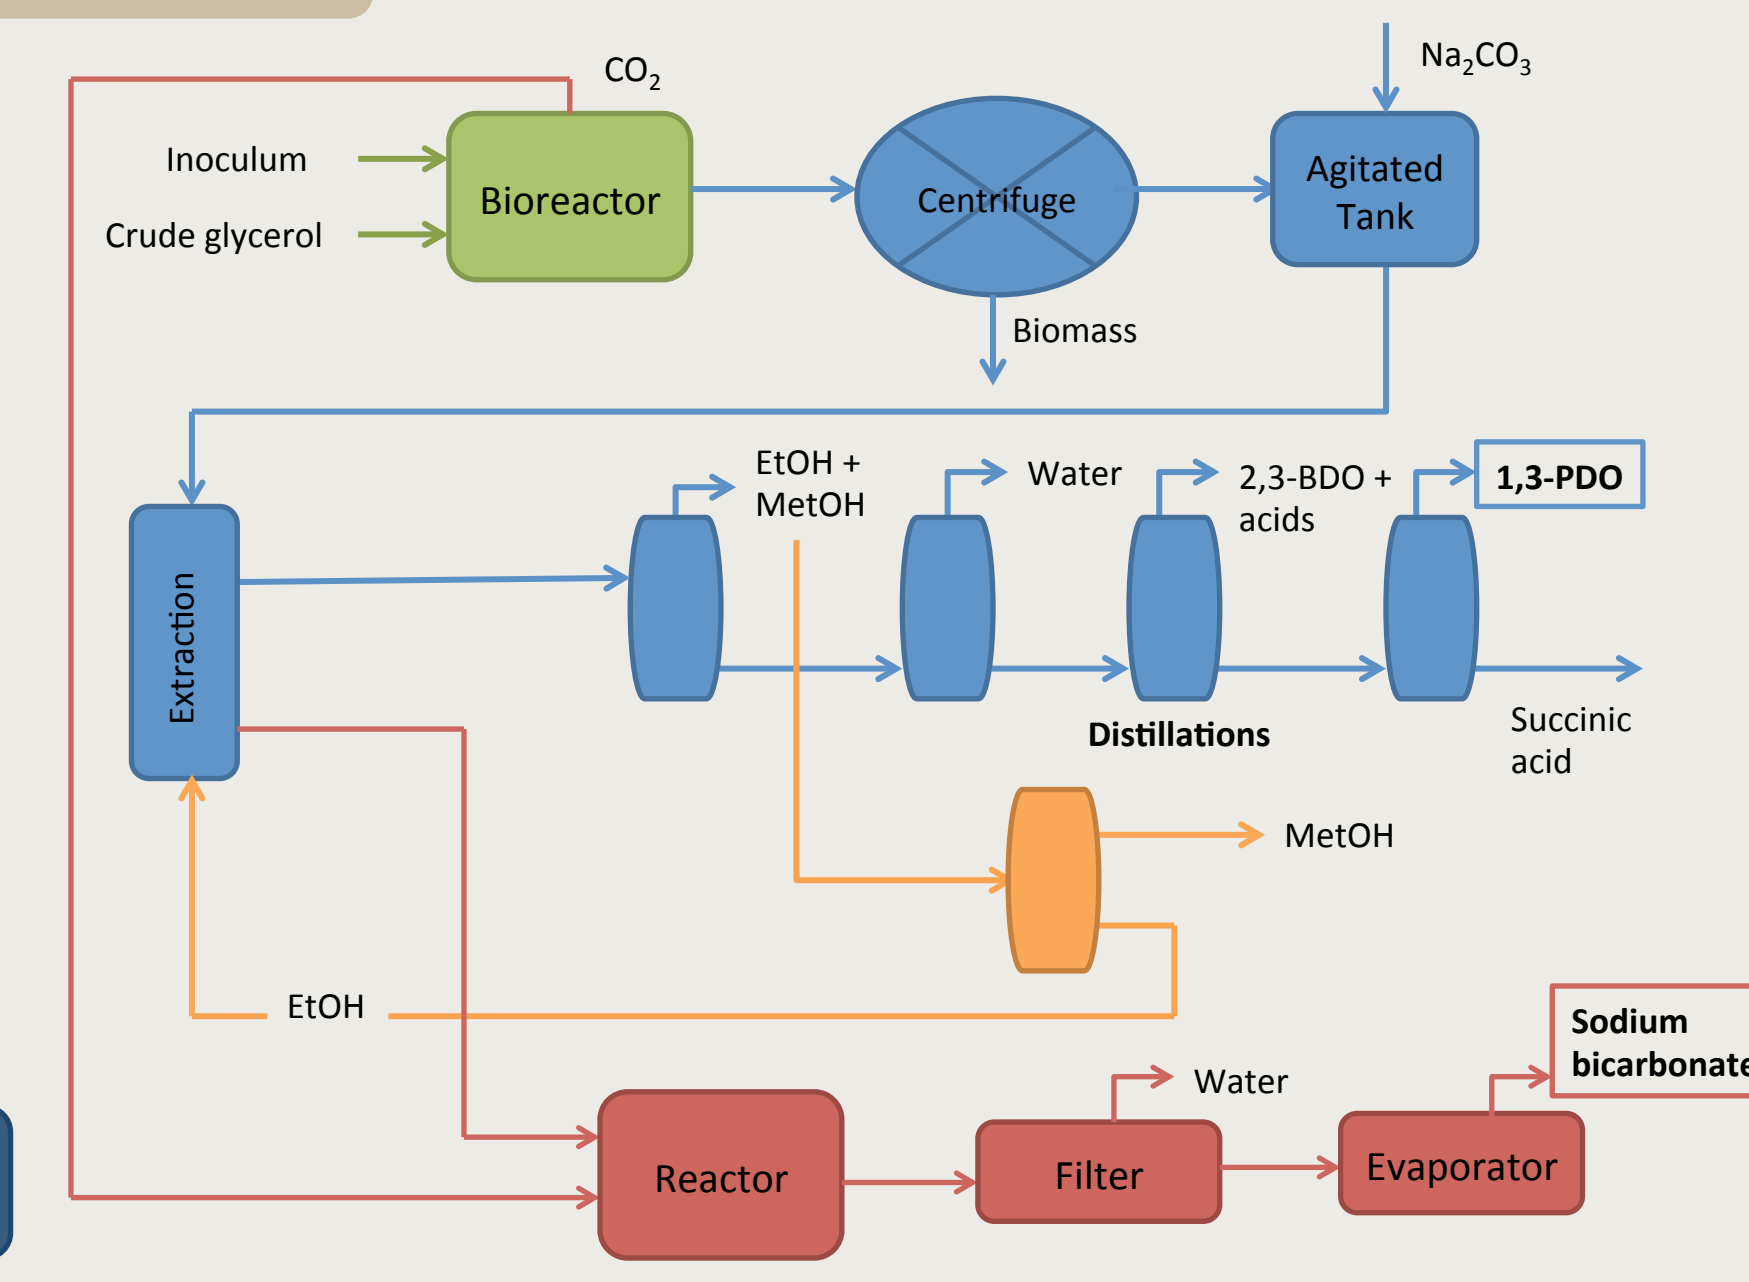 CO₂
Na₂CO₃
Inoculum
Crude glycerol
Bioreactor
Centrifuge
Agitated
Tank
Biomass
EtOH +
MetOH
Water
2,3-BDO +
acids
1,3-PDO
Extraction
Distillations
Succinic
acid
MetOH
EtOH
Sodium
bicarbonate
Water
Reactor
Filter
Evaporator